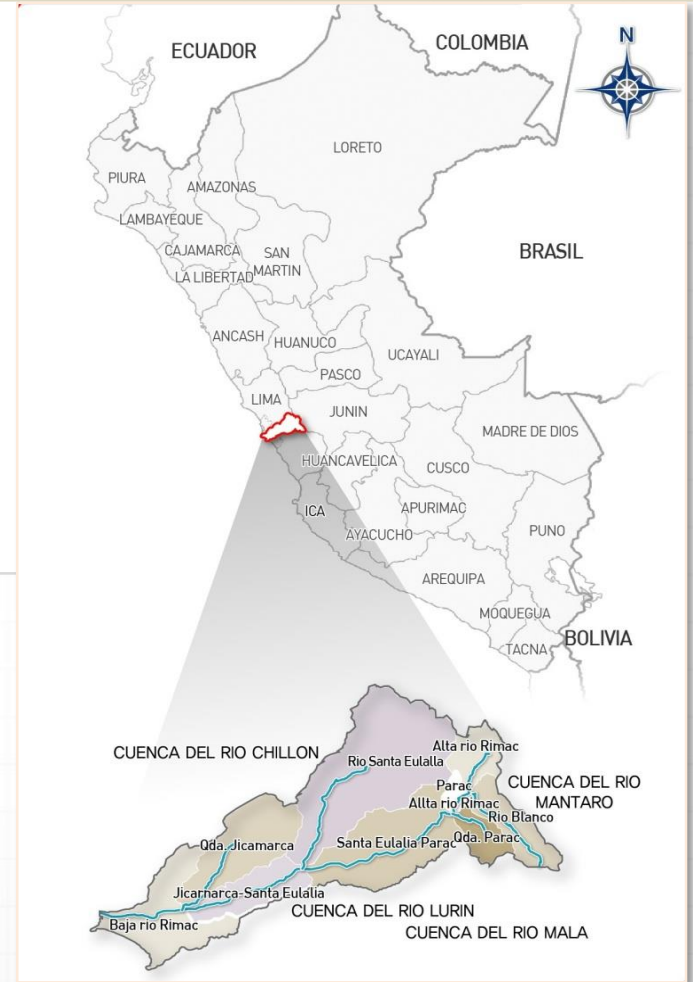 ECUADOR
COLOMBIA
N
LORETO
PIURA
AMAZONAS
LAMBAYEQUE
CAJAMARCA
SAN
MARTIN
LA LIBERTAD
BRASIL
ANCASH
HUANUCO
UCAYALI
PASCO
LIMA
JUNIN
MADRE DE DIOS
HUANCAVELICA
CUSCO
ICA
APURIMAC
AYACUCHO
PUNO
AREQUIPA
MOQUEGUA
BOLIVIA
TACNA
CUENCA DEL RIO CHILLON
Alta rio Rimac
Rio Santa Eulalla
CUENCA DEL RIO
MANTARO
Parac
Allta rio Rimac
Rio Blanco
Qda. Parac
Qda. Jicamarca
Santa Eulalia Parac
Jicarnarca-Santa Eulalia
CUENCA DEL RIO LURIN
Baja rio Rimac
CUENCA DEL RIO MALA